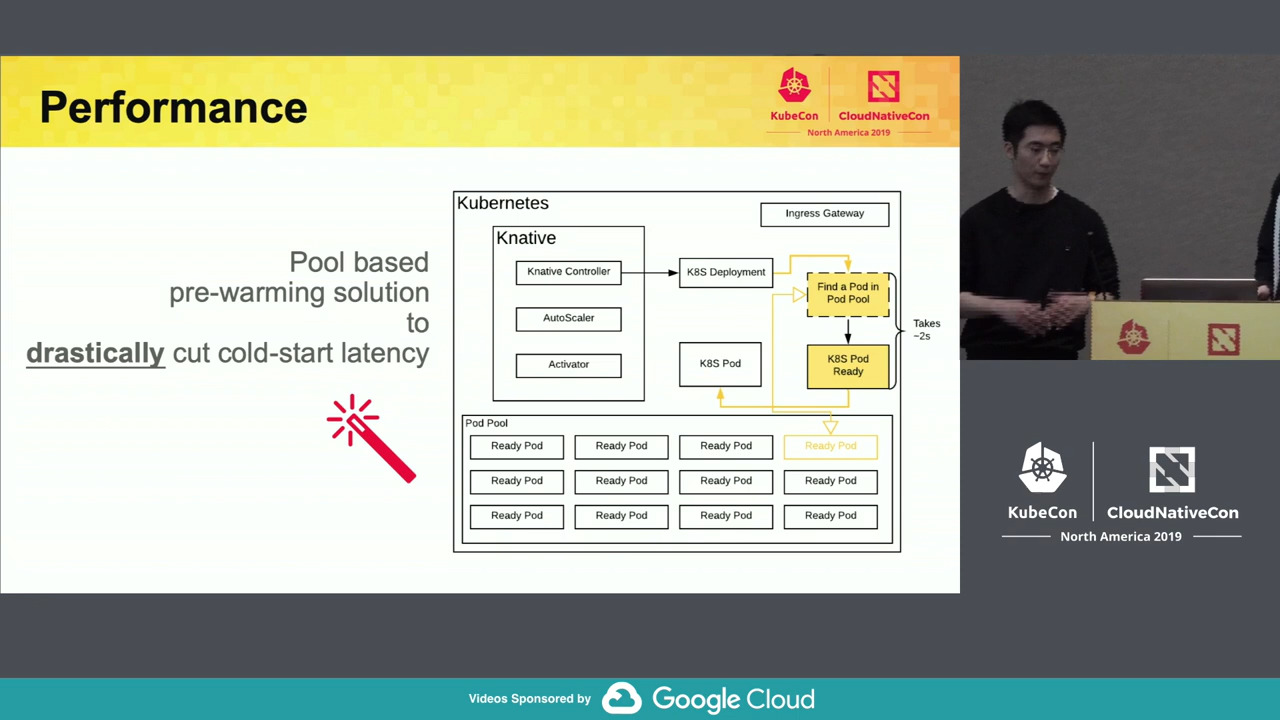 Performance
KubeCon
CloudNativeCon
North America 2019
Pool based
pre-warming solution
to
drastically cut cold-start latency
Kubernetes
Ingress Gateway
Knative
Knative Controller
AutoScaler
Activator
K8S Deployment
Find a Pod in
Pod Pool
Takes
~2s
K8S Pod
K8S Pod
Ready
Pod Pool
Ready Pod
Ready Pod
Ready Pod
Ready Pod
Ready Pod
Ready Pod
Ready Pod
Ready Pod
Ready Pod
Ready Pod
Ready Pod
Ready Pod
KubeCon
CloudNativeCon
North America 2019
Videos Sponsored by
Google Cloud